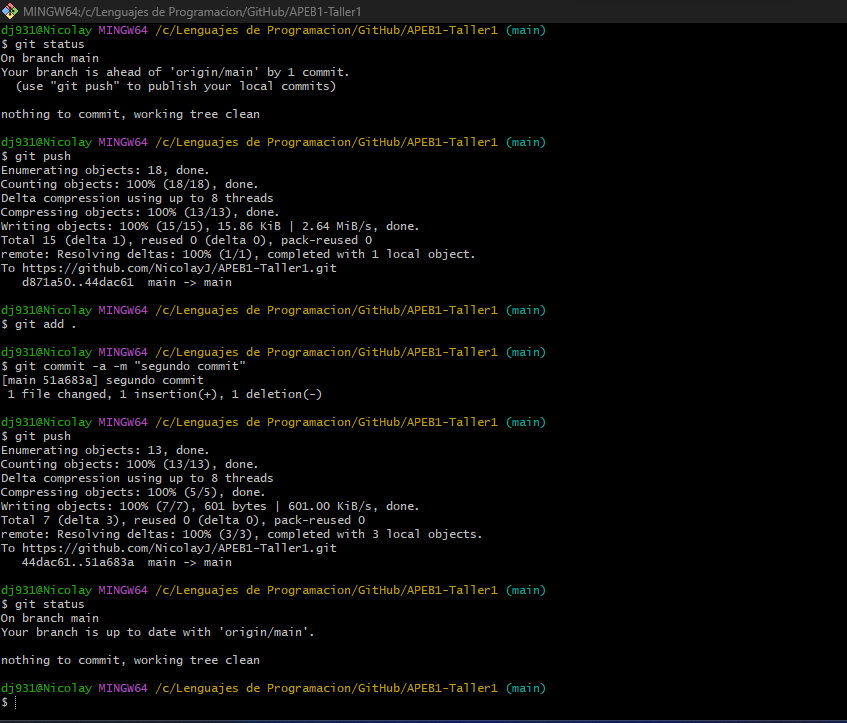 MINGW64:/c/Lenguajes de Programacion/GitHub/APEB1-Taller1
dj931@Nicolay MINGW64 /c/Lenguajes de Programacion/GitHub/APEB1-Taller1 (main)
$ git status
On branch main
Your branch is ahead of 'origin/main' by 1 commit.
  (use "git push" to publish your local commits)

nothing to commit, working tree clean

dj931@Nicolay MINGW64 /c/Lenguajes de Programacion/GitHub/APEB1-Taller1 (main)
$ git push
Enumerating objects: 18, done.
Counting objects: 100% (18/18), done.
Delta compression using up to 8 threads
Compressing objects: 100% (13/13), done.
Writing objects: 100% (15/15), 15.86 KiB | 2.64 MiB/s, done.
Total 15 (delta 1), reused 0 (delta 0), pack-reused 0
remote: Resolving deltas: 100% (1/1), completed with 1 local object.
To https://github.com/NicolayJ/APEB1-Taller1.git
   d871a50..44dac61  main -> main

dj931@Nicolay MINGW64 /c/Lenguajes de Programacion/GitHub/APEB1-Taller1 (main)
$ git add .

dj931@Nicolay MINGW64 /c/Lenguajes de Programacion/GitHub/APEB1-Taller1 (main)
$ git commit -a -m "segundo commit"
[main 51a683a] segundo commit
 1 file changed, 1 insertion(+), 1 deletion(-)

dj931@Nicolay MINGW64 /c/Lenguajes de Programacion/GitHub/APEB1-Taller1 (main)
$ git push
Enumerating objects: 13, done.
Counting objects: 100% (13/13), done.
Delta compression using up to 8 threads
Compressing objects: 100% (5/5), done.
Writing objects: 100% (7/7), 601 bytes | 601.00 KiB/s, done.
Total 7 (delta 3), reused 0 (delta 0), pack-reused 0
remote: Resolving deltas: 100% (3/3), completed with 3 local objects.
To https://github.com/NicolayJ/APEB1-Taller1.git
   44dac61..51a683a  main -> main

dj931@Nicolay MINGW64 /c/Lenguajes de Programacion/GitHub/APEB1-Taller1 (main)
$ git status
On branch main
Your branch is up to date with 'origin/main'.

nothing to commit, working tree clean

dj931@Nicolay MINGW64 /c/Lenguajes de Programacion/GitHub/APEB1-Taller1 (main)
$